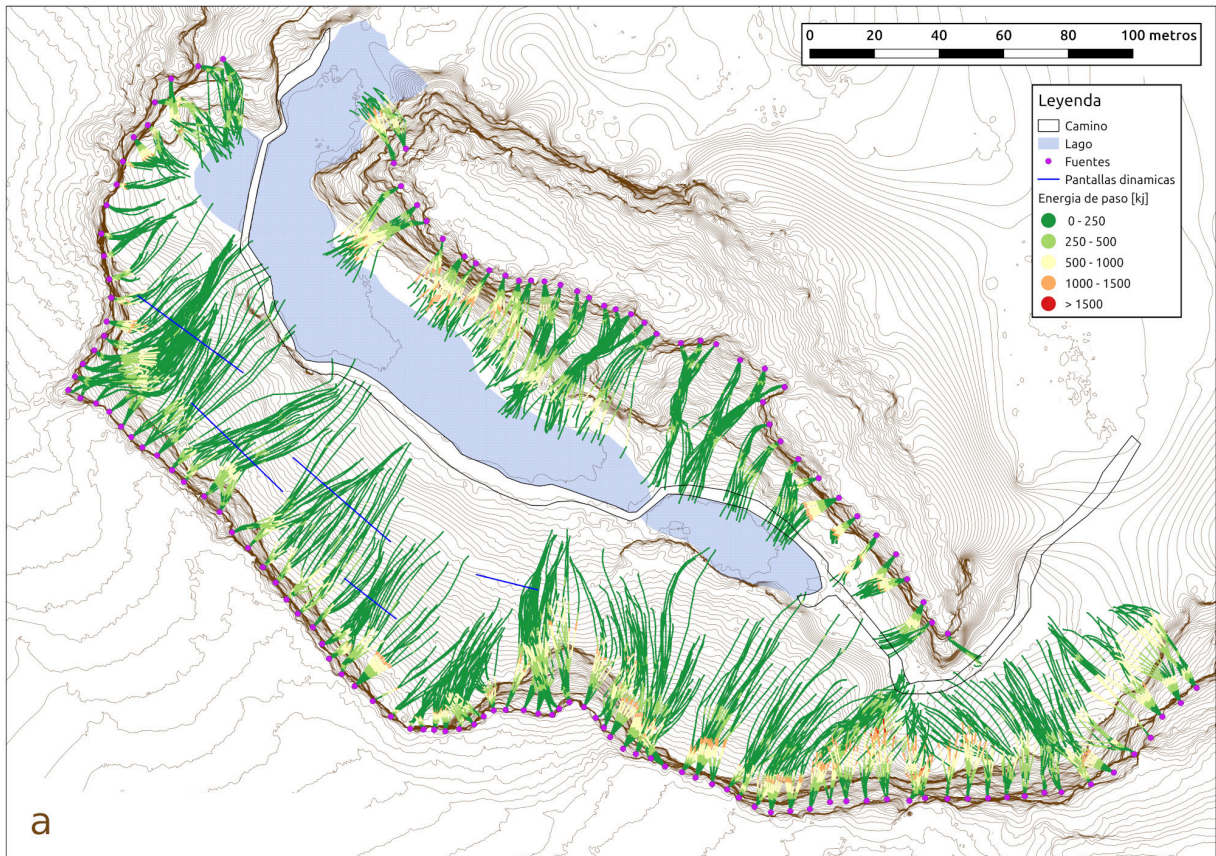 0 20 40 60 80 100 metros
Leyenda
Camino
Lago
Fuentes
Pantallas dinamicas
Energia de paso [kj]
0 - 250
250 - 500
500 - 1000
1000 - 1500
> 1500
a